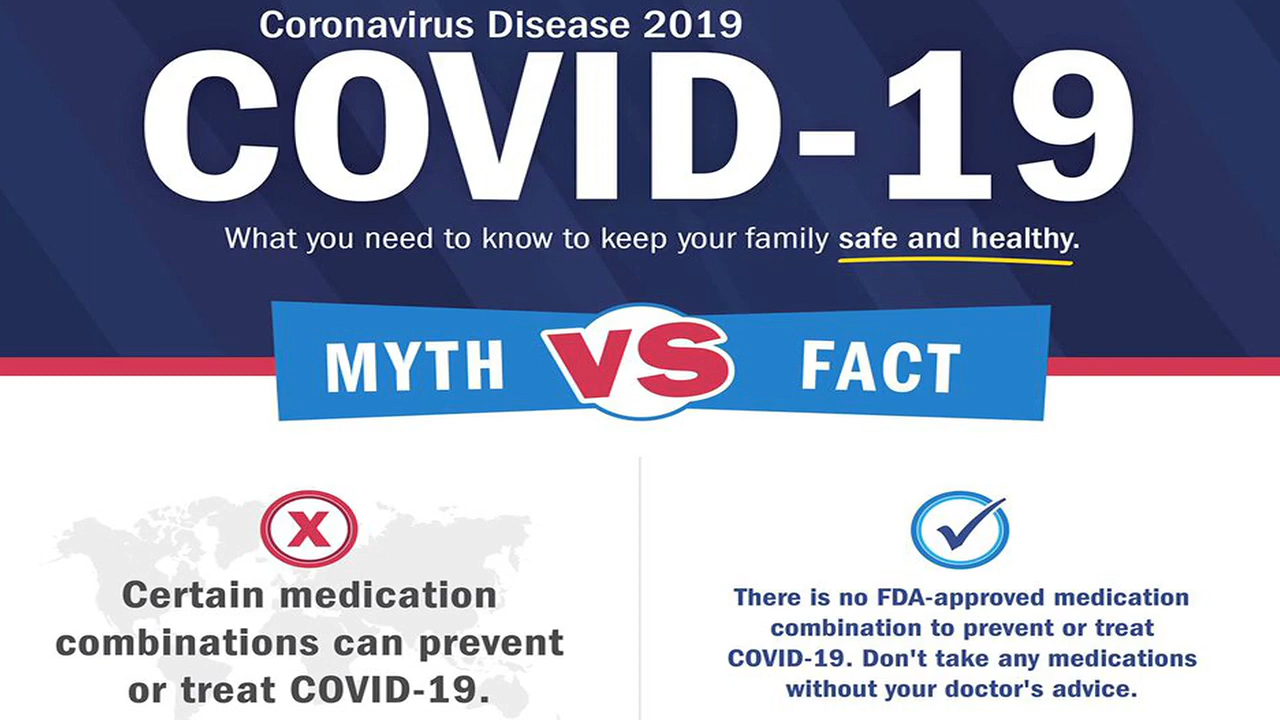 Coronavirus Disease 2019
COVID-19
What you need to know to keep your family safe and healthy.
MYTH VS FACT
X
Certain medication
combinations can prevent
or treat COVID-19.
There is no FDA-approved medication
combination to prevent or treat
COVID-19. Don't take any medications
without your doctor's advice.